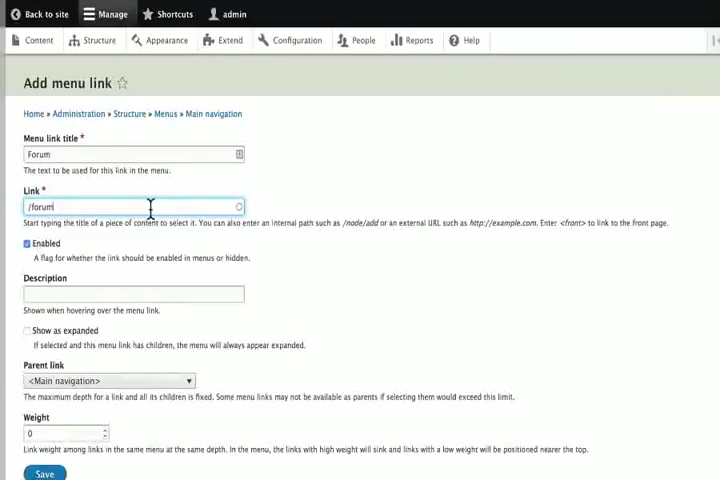 Back to site Manage Shortcuts admin
Content Structure Appearance Extend Configuration People Reports Help
Add menu link
Home » Administration » Structure » Menus » Main navigation
Menu link title *
Forum
The text to be used for this link in the menu.
Link *
/forum
Start typing the title of a piece of content to select it. You can also enter an internal path such as /node/add or an external URL such as http://example.com. Enter <front> to link to the front page.
Enabled
A flag for whether the link should be enabled in menus or hidden.
Description
Shown when hovering over the menu link.
Show as expanded
If selected and this menu link has children, the menu will always appear expanded.
Parent link
<Main navigation>
The maximum depth for a link and all its children is fixed. Some menu links may not be available as parents if selecting them would exceed this limit.
Weight
0
Link weight among links in the same menu at the same depth. In the menu, the links with high weight will sink and links with a low weight will be positioned nearer the top.
Save